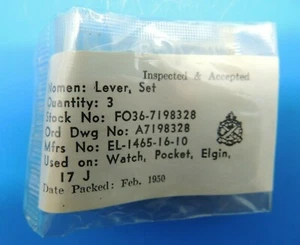 Inspected & Accepted
Nomen: Lever, Set
Quantity: 3
Stock No: FO36-7198328
Ord Dwg No: A7198328
Mfrs No: EL-1465-16-10
Used on: Watch, Pocket, Elgin,
17 J
Date Packed: Feb. 1950